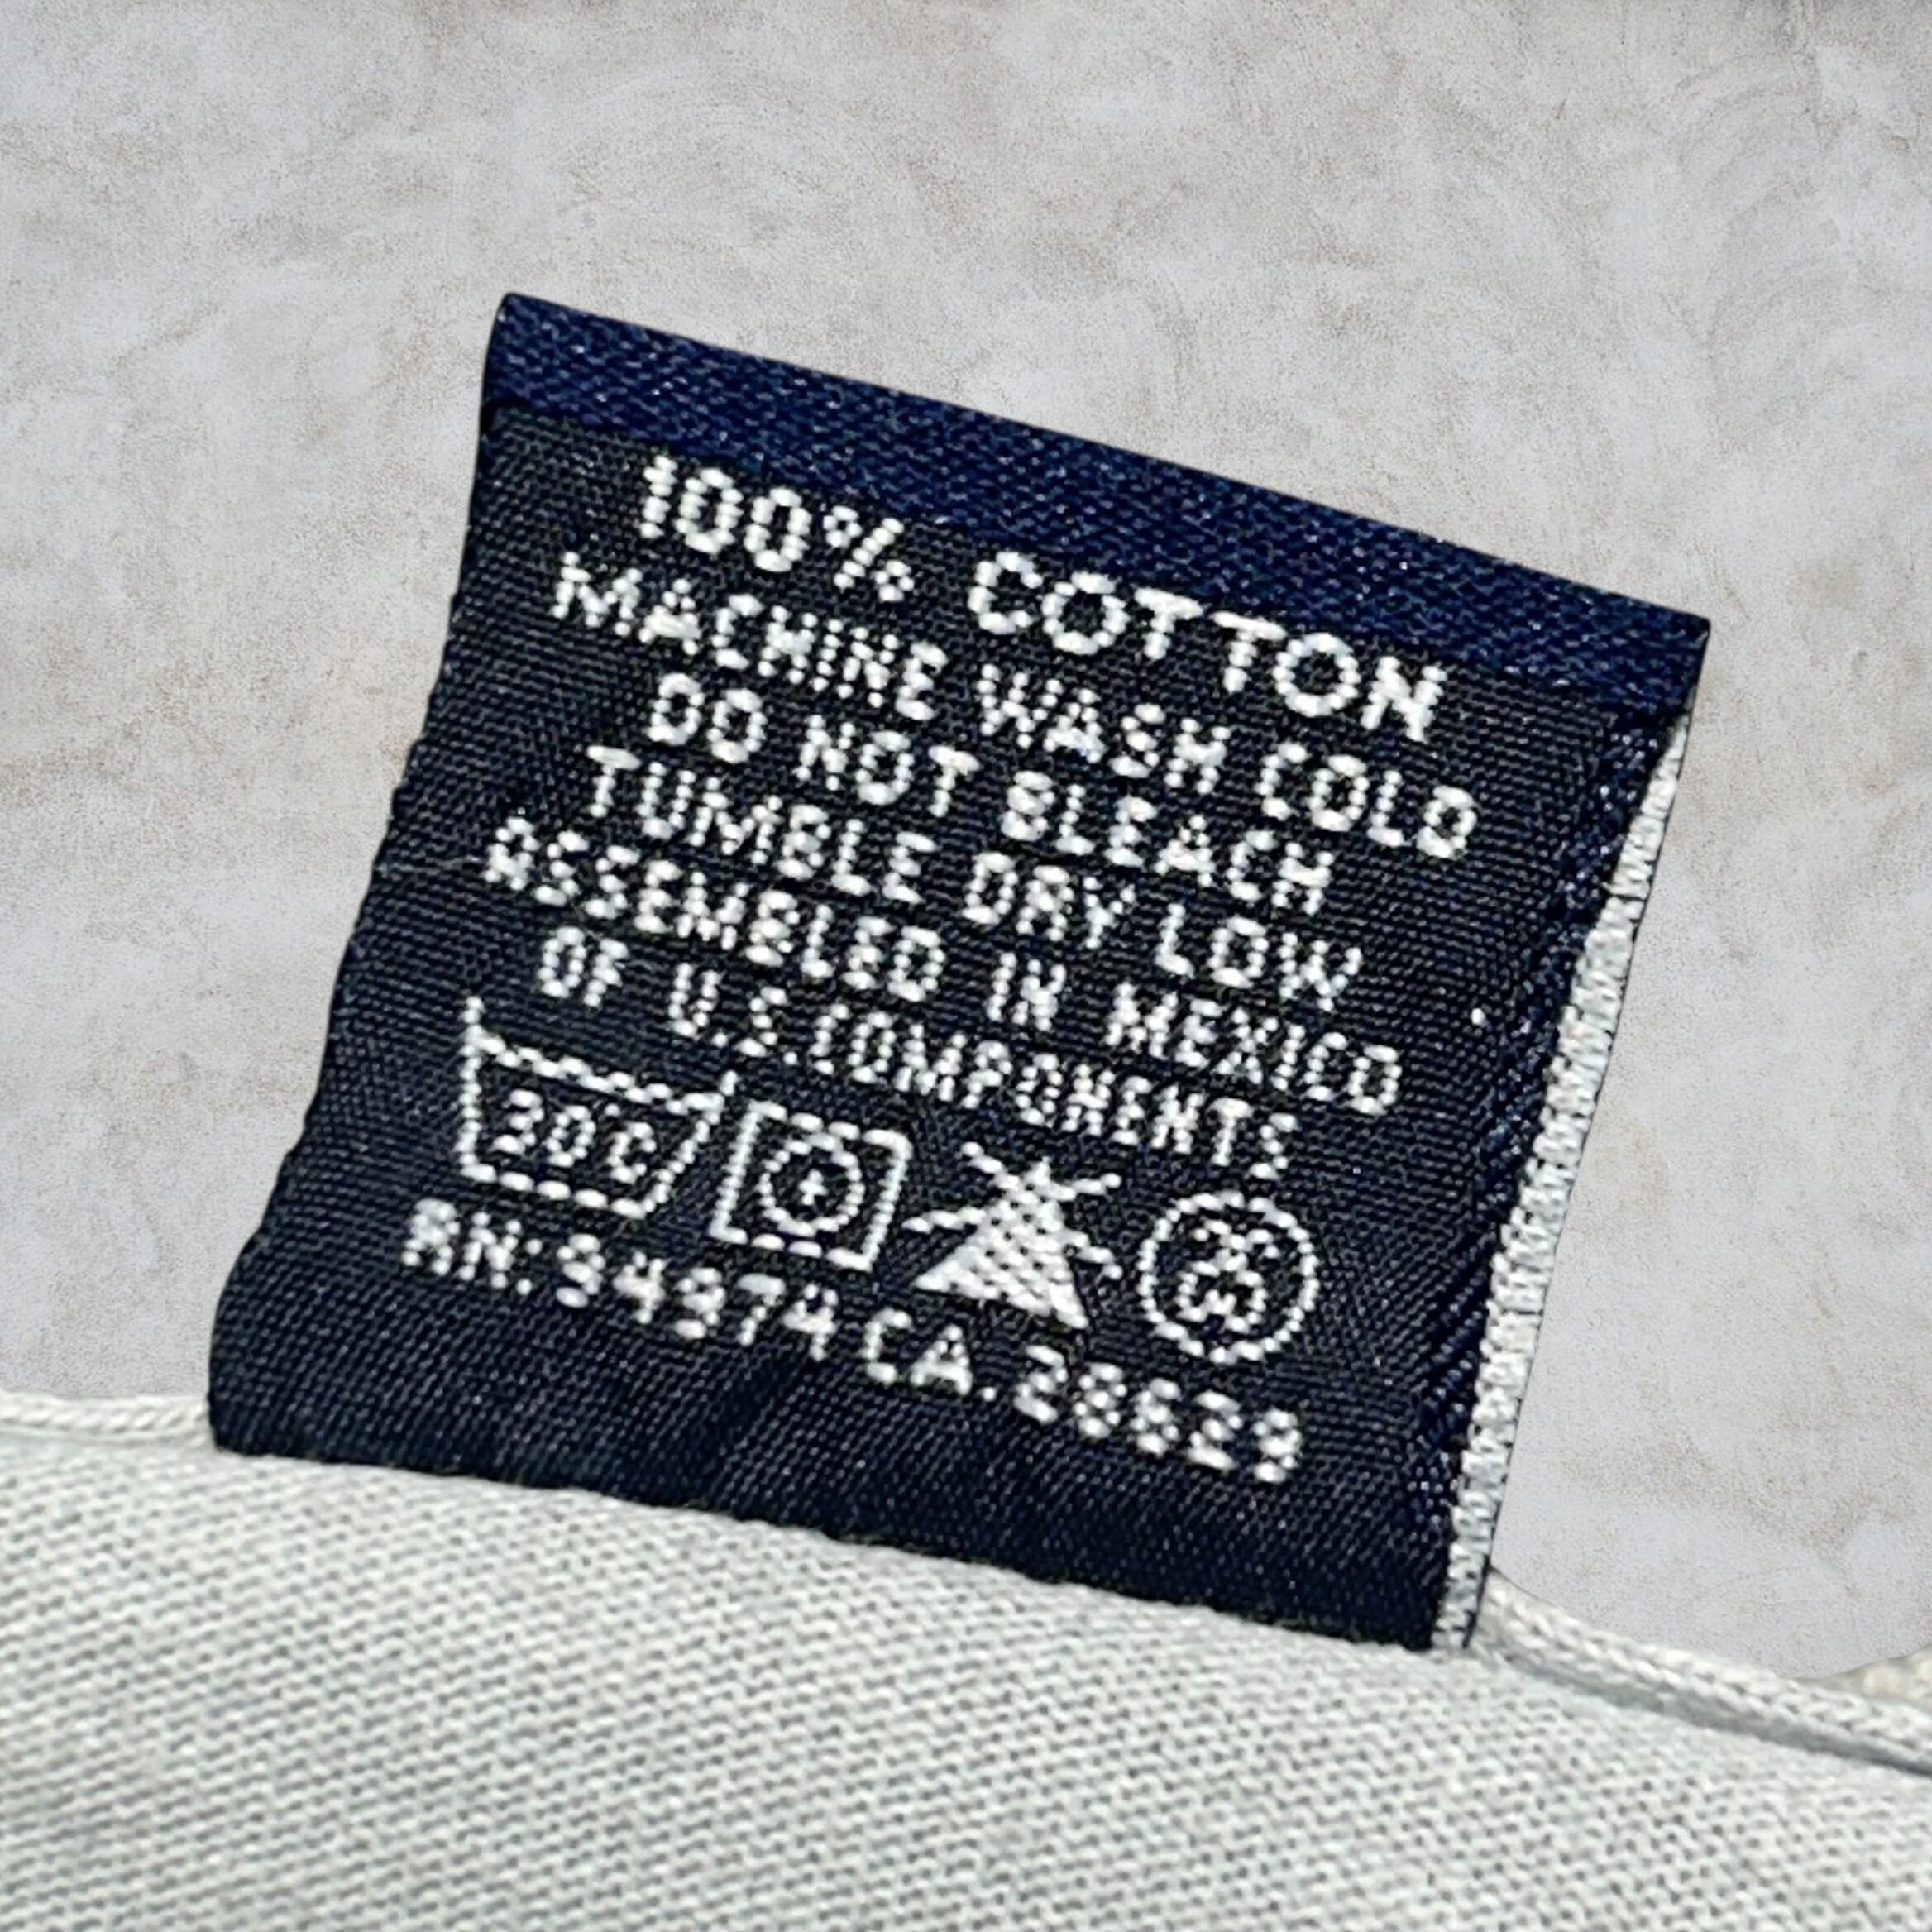 100% COTTON
MACHINE WASH COLD
DO NOT BLEACH
TUMBLE DRY LOW
ASSEMBLED IN MEXICO
OF U.S.COMPONENTS
30°C
RN:94974 CA.28629